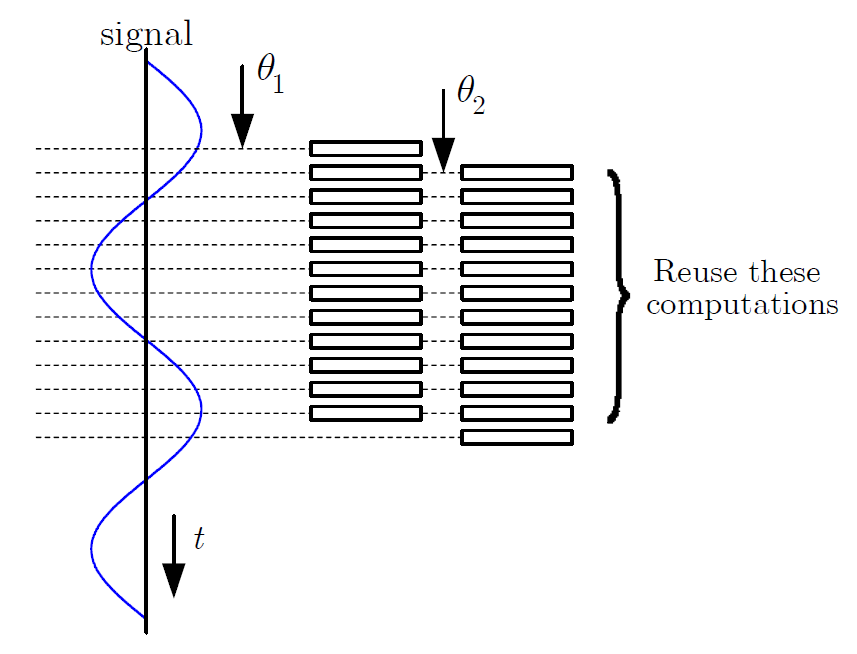 signal
θ1
θ2
Reuse these
computations
t